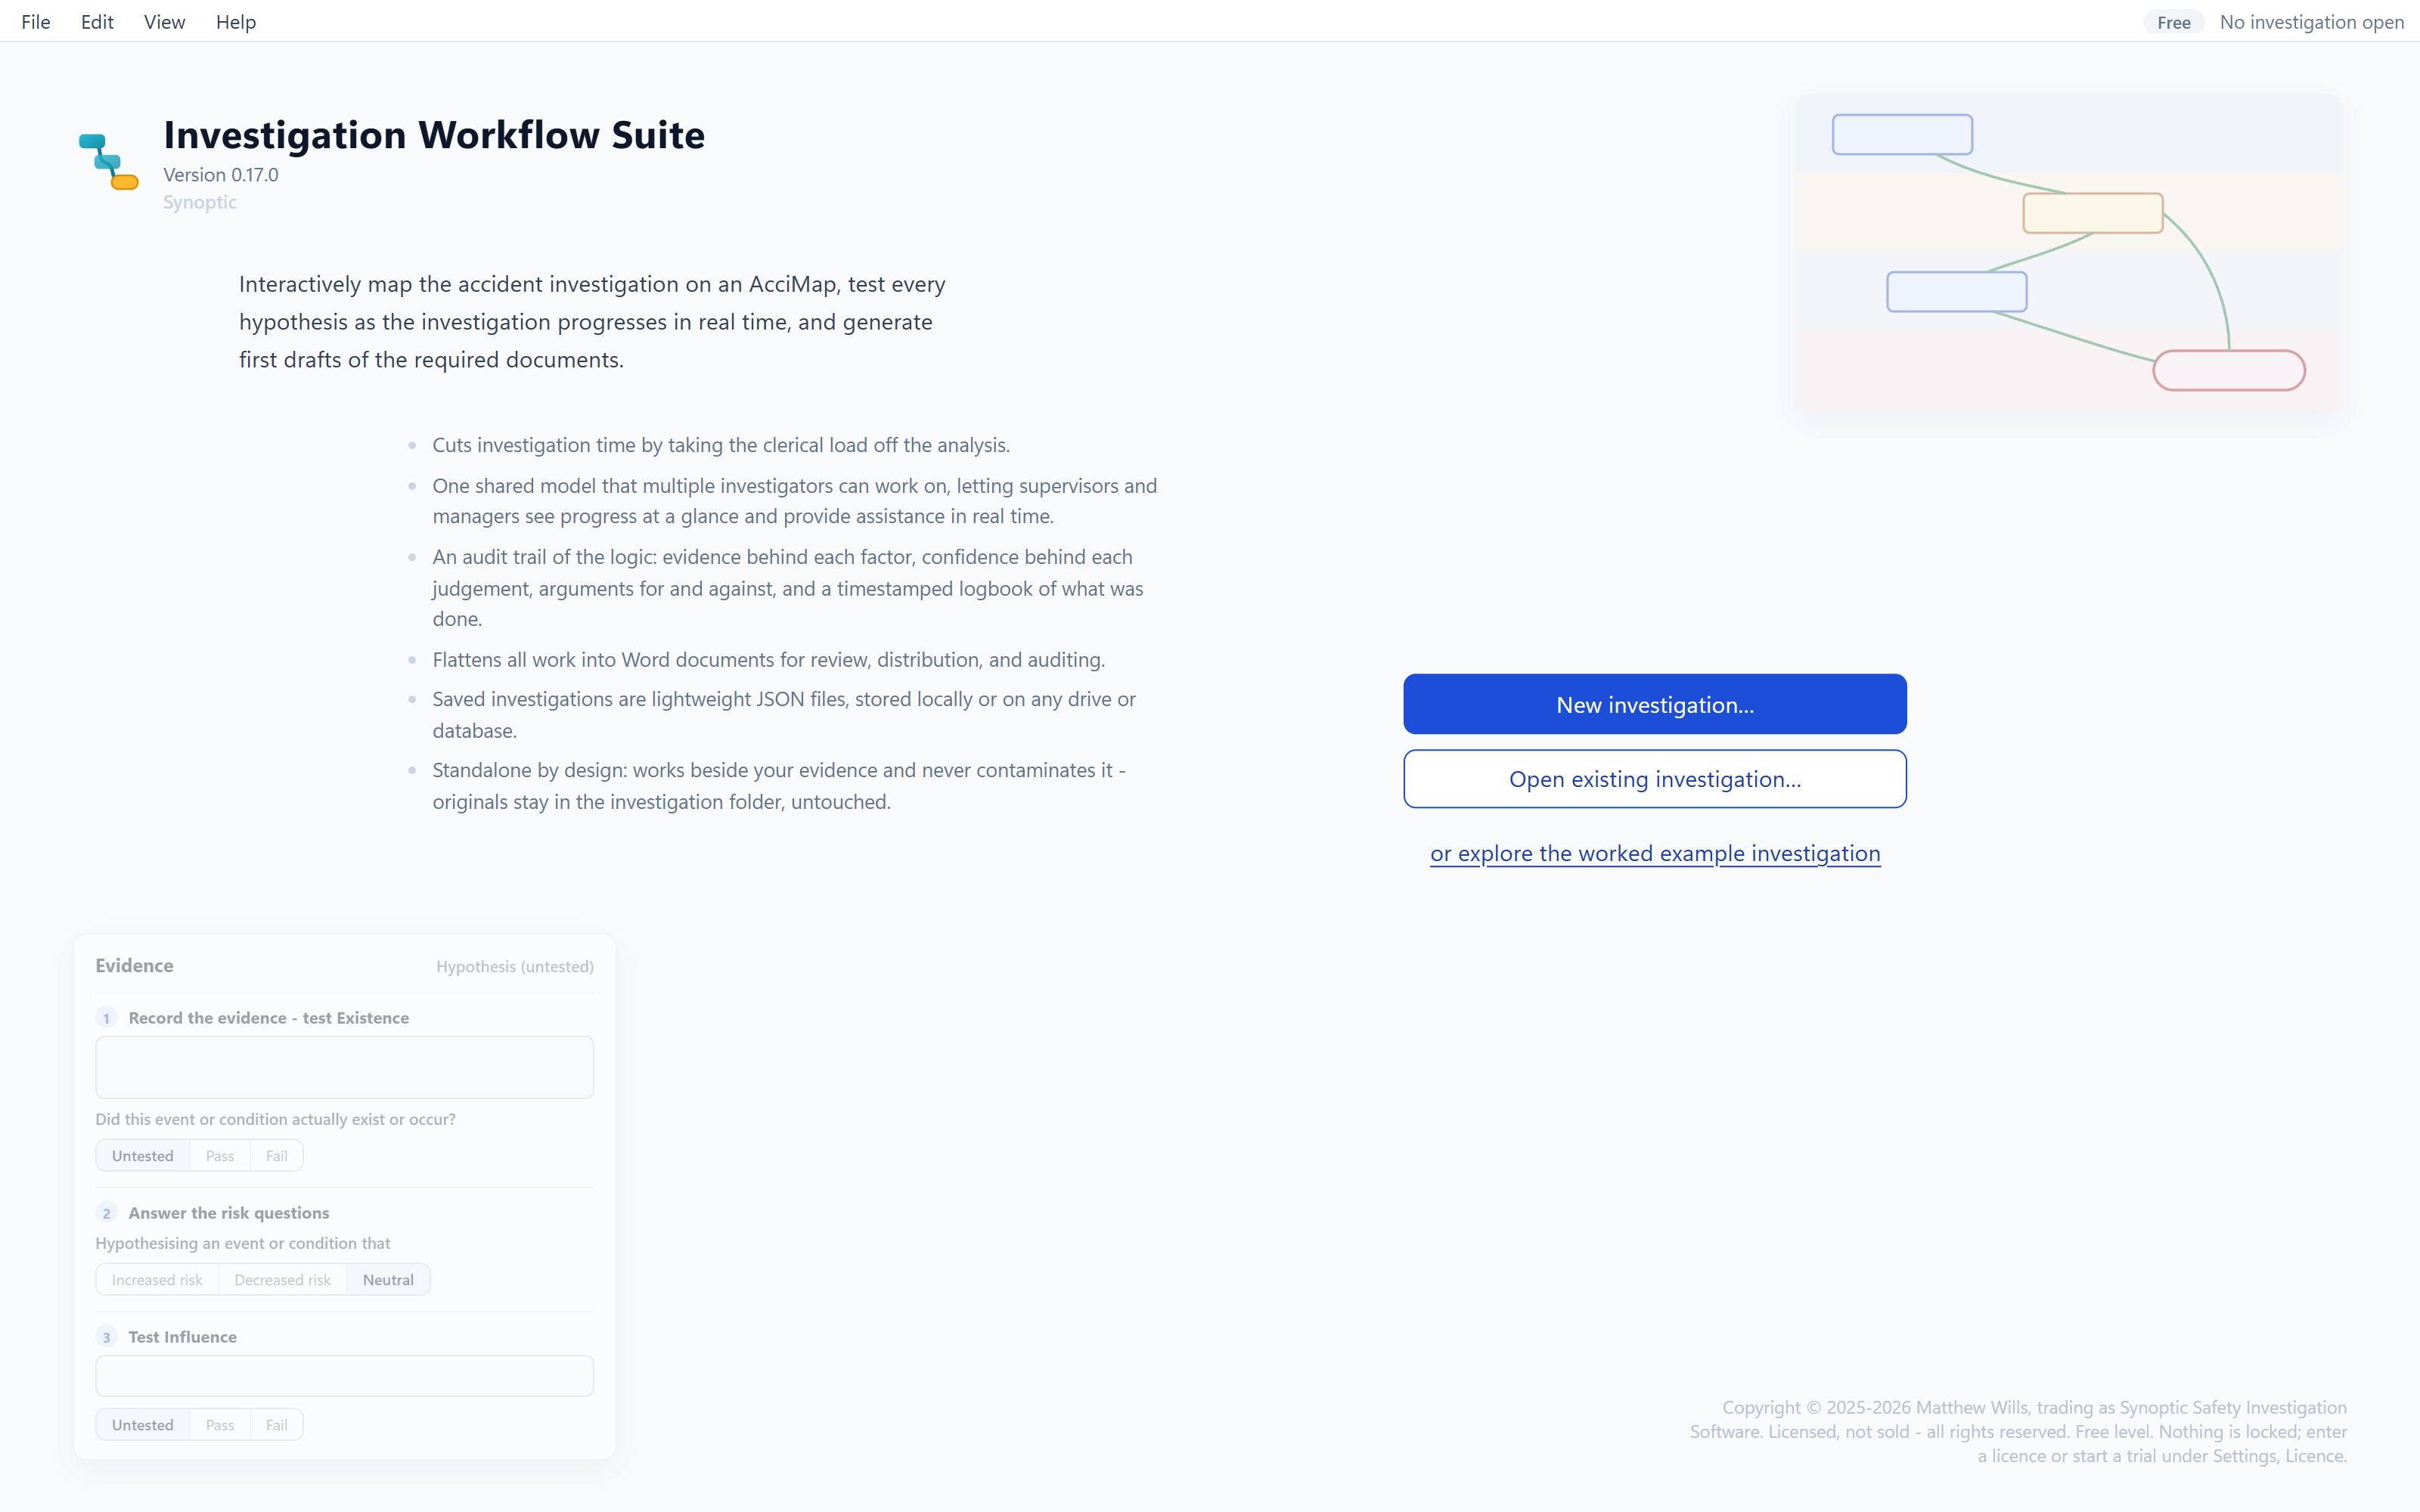 File Edit View Help
Free No investigation open
Investigation Workflow Suite
Version 0.17.0
Synoptic
Interactively map the accident investigation on an AcciMap, test every
hypothesis as the investigation progresses in real time, and generate
first drafts of the required documents.
Cuts investigation time by taking the clerical load off the analysis.
One shared model that multiple investigators can work on, letting supervisors and
managers see progress at a glance and provide assistance in real time.
An audit trail of the logic: evidence behind each factor, confidence behind each
judgement, arguments for and against, and a timestamped logbook of what was
done.
Flattens all work into Word documents for review, distribution, and auditing.
Saved investigations are lightweight JSON files, stored locally or on any drive or
database.
Standalone by design: works beside your evidence and never contaminates it -
originals stay in the investigation folder, untouched.
New investigation...
Open existing investigation...
or explore the worked example investigation
Evidence Hypothesis (untested)
1 Record the evidence - test Existence
Did this event or condition actually exist or occur?
Untested Pass Fail
2 Answer the risk questions
Hypothesising an event or condition that
Increased risk Decreased risk Neutral
3 Test Influence
Untested Pass Fail
Copyright © 2025-2026 Matthew Wills, trading as Synoptic Safety Investigation
Software. Licensed, not sold - all rights reserved. Free level. Nothing is locked; enter
a licence or start a trial under Settings, Licence.